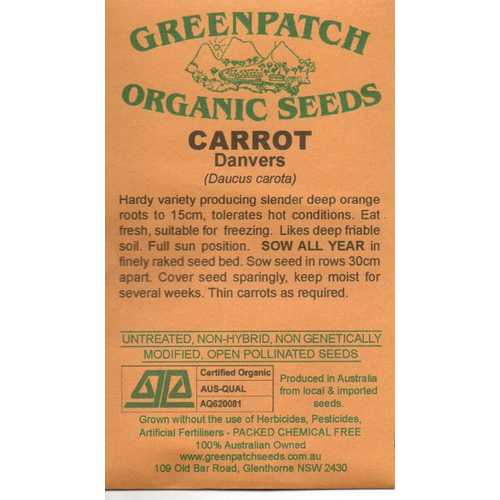 GREENPATCH
ORGANIC SEEDS
CARROT
Danvers
(Daucus carota)
Hardy variety producing slender deep orange
roots to 15cm, tolerates hot conditions. Eat
fresh, suitable for freezing. Likes deep friable
soil. Full sun position. SOW ALL YEAR in
finely raked seed bed. Sow seed in rows 30cm
apart. Cover seed sparingly, keep moist for
several weeks. Thin carrots as required.
UNTREATED, NON-HYBRID, NON GENETICALLY
MODIFIED, OPEN POLLINATED SEEDS
Certified Organic
AUS-QUAL
AQ620081
Produced in Australia
from local & imported
seeds.
Grown without the use of Herbicides, Pesticides,
Artificial Fertilisers - PACKED CHEMICAL FREE
100% Australian Owned
www.greenpatchseeds.com.au
109 Old Bar Road, Glenthorne NSW 2430